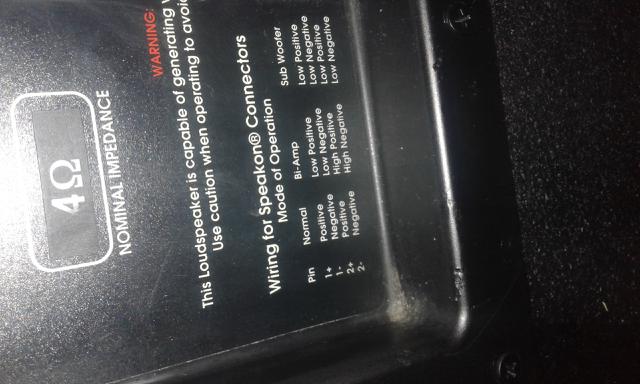 4Ω
NOMINAL IMPEDANCE
WARNING:
This Loudspeaker is capable of generating
Use caution when operating to avoid
Wiring for Speakon® Connectors
Mode of Operation
Pin Normal Bi-Amp Sub Woofer
1+ Positive Low Positive Low Positive
1- Negative Low Negative Low Negative
2+ Positive High Positive Low Positive
2- Negative High Negative Low Negative